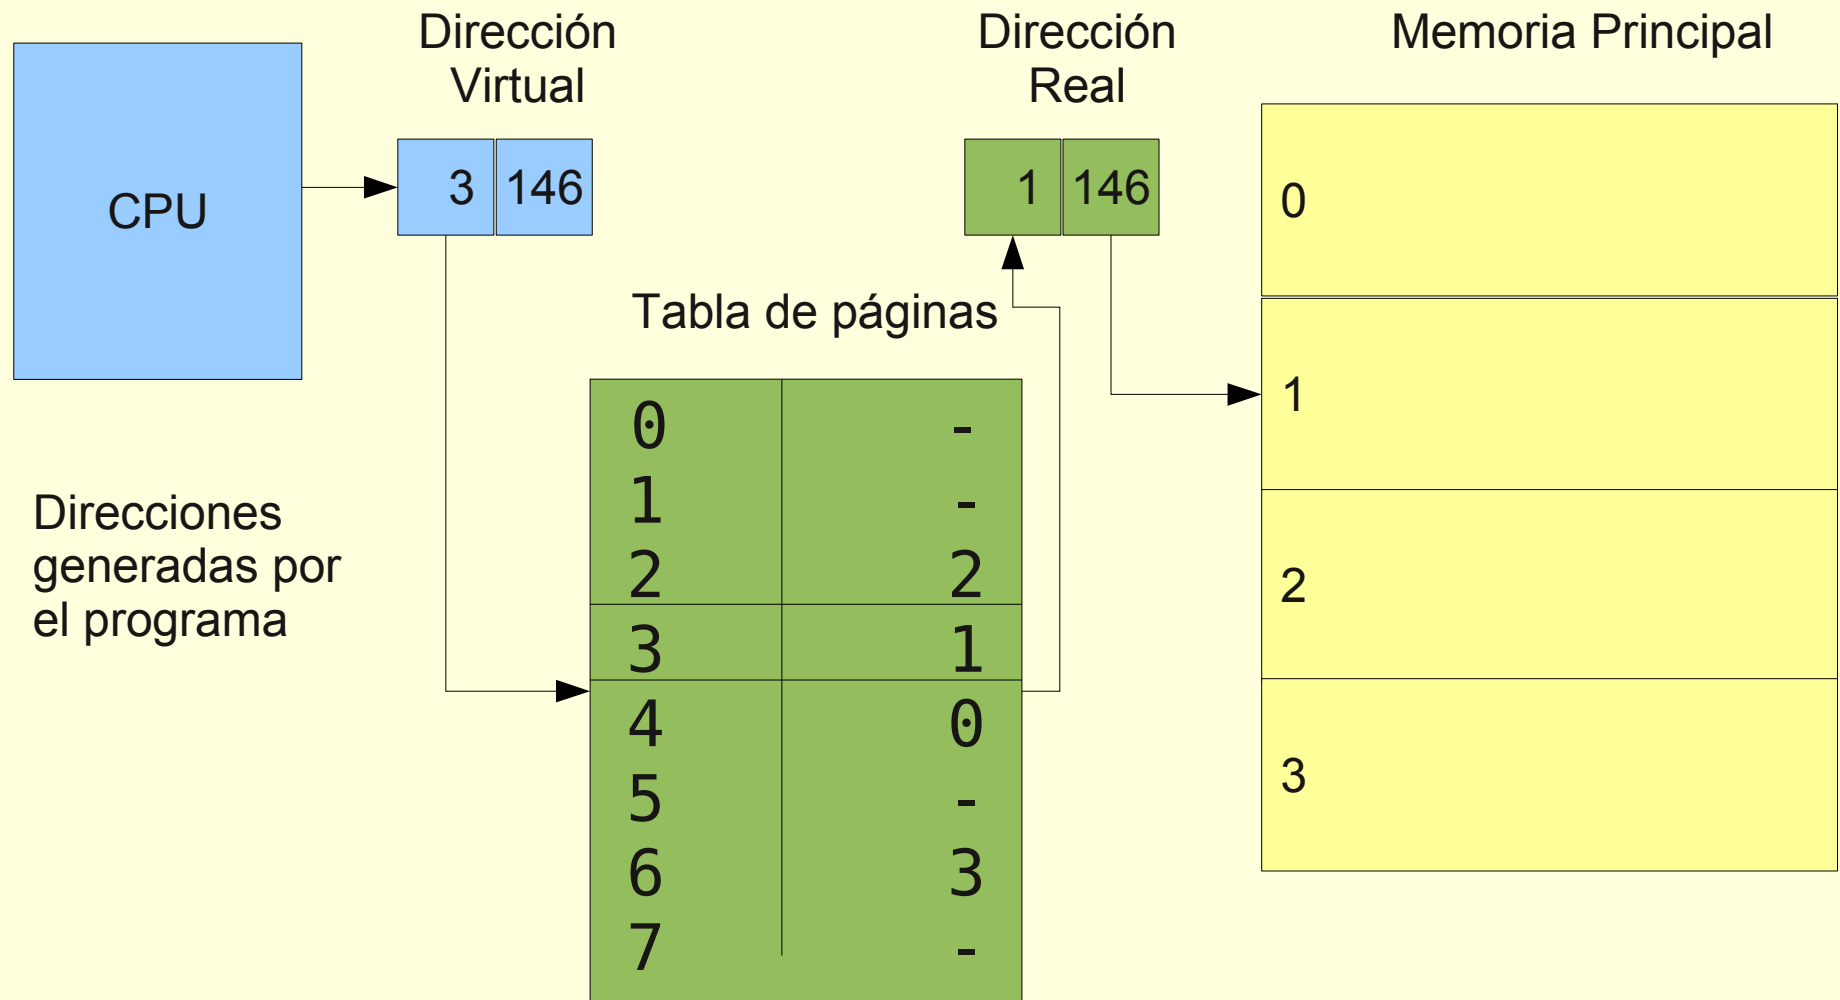 Dirección
Virtual
Dirección
Real
Memoria Principal
CPU
3 146
1 146
0
1
2
3
Tabla de páginas
0 -
1 -
2 2
3 1
4 0
5 -
6 3
7 -
Direcciones
generadas por
el programa